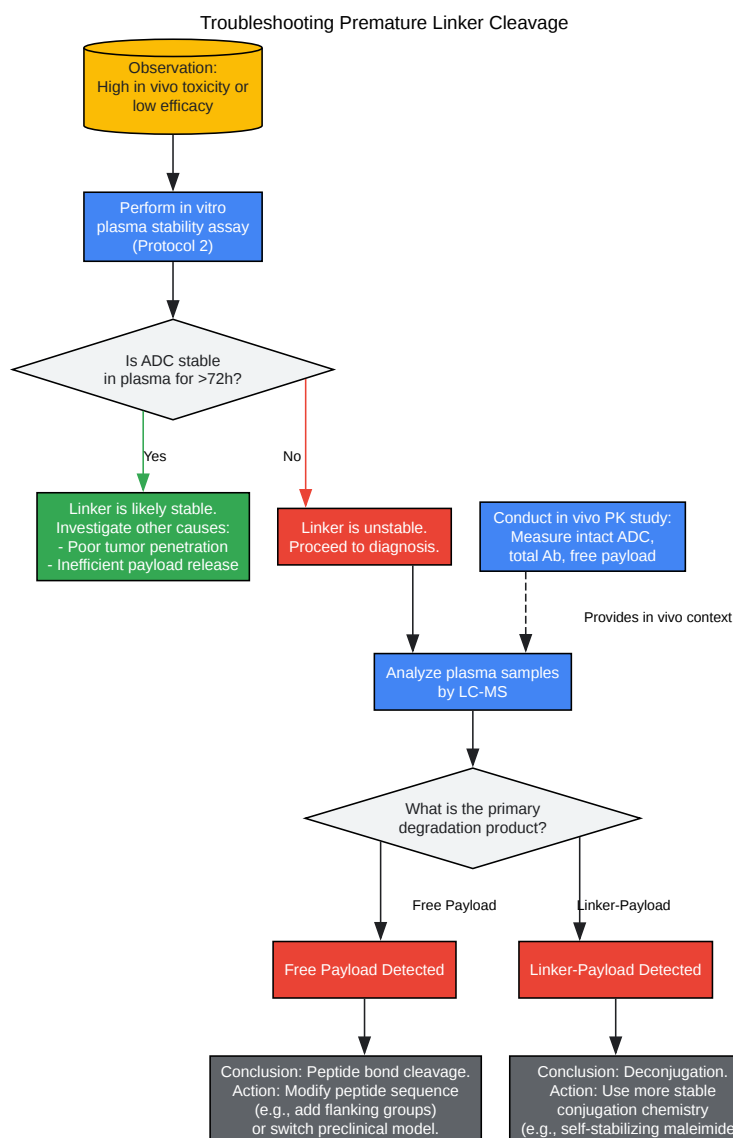 Troubleshooting Premature Linker Cleavage
Observation:
High in vivo toxicity or
low efficacy
Perform in vitro
plasma stability assay
(Protocol 2)
Is ADC stable
in plasma for >72h?
Yes
No
Linker is likely stable.
Investigate other causes:
- Poor tumor penetration
- Inefficient payload release
Linker is unstable.
Proceed to diagnosis.
Conduct in vivo PK study:
Measure intact ADC,
total Ab, free payload
Provides in vivo context
Analyze plasma samples
by LC-MS
What is the primary
degradation product?
Free Payload
Linker-Payload
Free Payload Detected
Linker-Payload Detected
Conclusion: Peptide bond cleavage.
Action: Modify peptide sequence
(e.g., add flanking groups)
or switch preclinical model.
Conclusion: Deconjugation.
Action: Use more stable
conjugation chemistry
(e.g., self-stabilizing maleimide